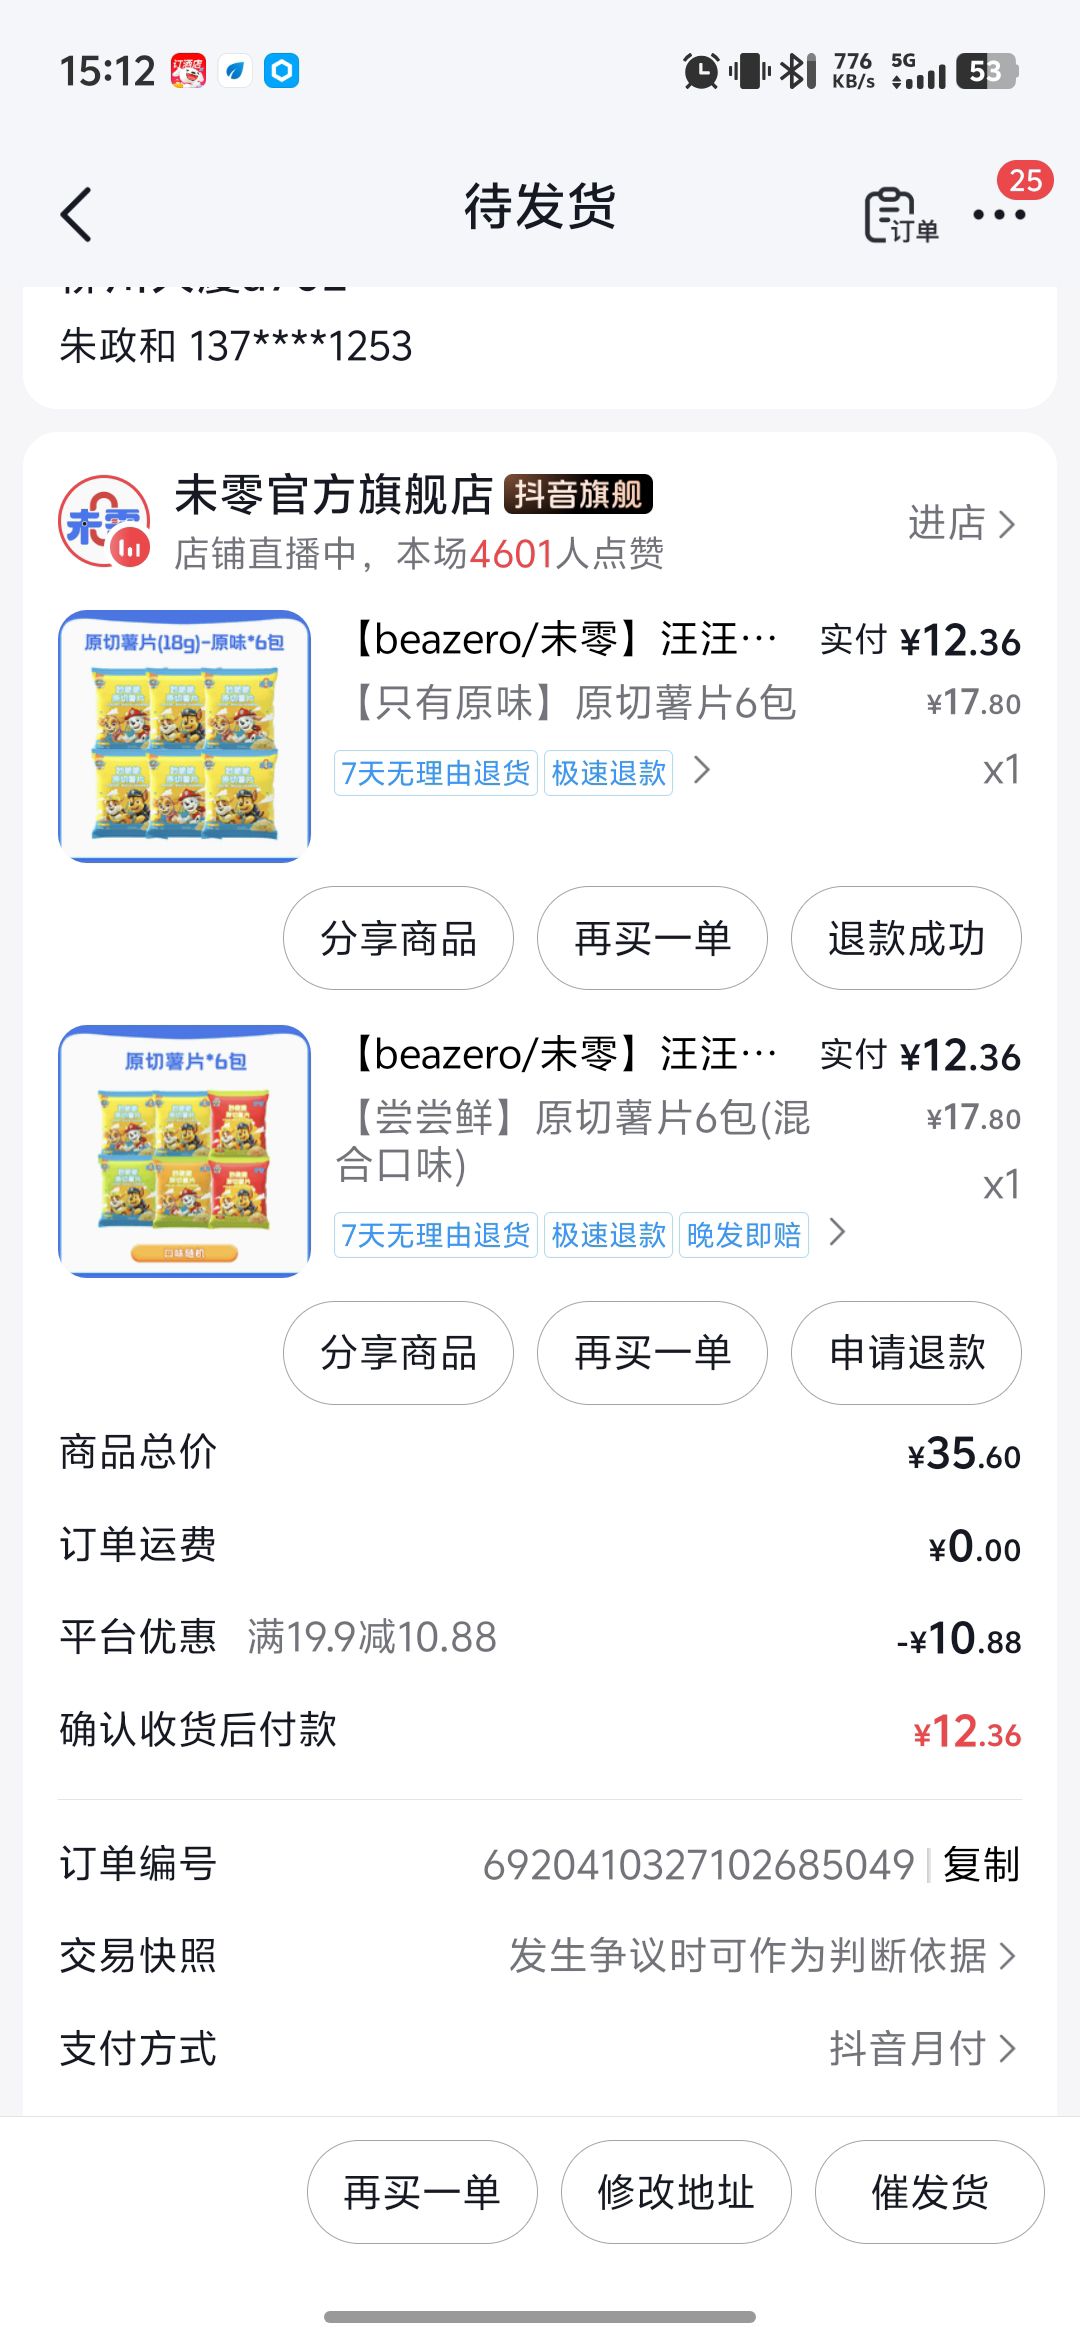 15:12
776 KB/s 5G 53
待发货
订单
25
朱政和 137****1253
未零官方旗舰店 抖音旗舰
店铺直播中，本场4601人点赞
进店
原切薯片(18g)-原味*6包
【beazero/未零】汪汪… 实付 ¥12.36
【只有原味】原切薯片6包 ¥17.80
7天无理由退货 极速退款 x1
分享商品 再买一单 退款成功
原切薯片*6包
口味随机
【beazero/未零】汪汪… 实付 ¥12.36
【尝尝鲜】原切薯片6包(混 ¥17.80
合口味) x1
7天无理由退货 极速退款 晚发即赔
分享商品 再买一单 申请退款
商品总价 ¥35.60
订单运费 ¥0.00
平台优惠 满19.9减10.88 -¥10.88
确认收货后付款 ¥12.36
订单编号 6920410327102685049 复制
交易快照 发生争议时可作为判断依据
支付方式 抖音月付
再买一单 修改地址 催发货